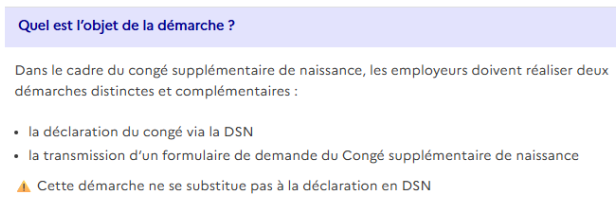 Quel est l’objet de la démarche ?
Dans le cadre du congé supplémentaire de naissance, les employeurs doivent réaliser deux
démarches distinctes et complémentaires :
• la déclaration du congé via la DSN
• la transmission d’un formulaire de demande du Congé supplémentaire de naissance
⚠ Cette démarche ne se substitue pas à la déclaration en DSN